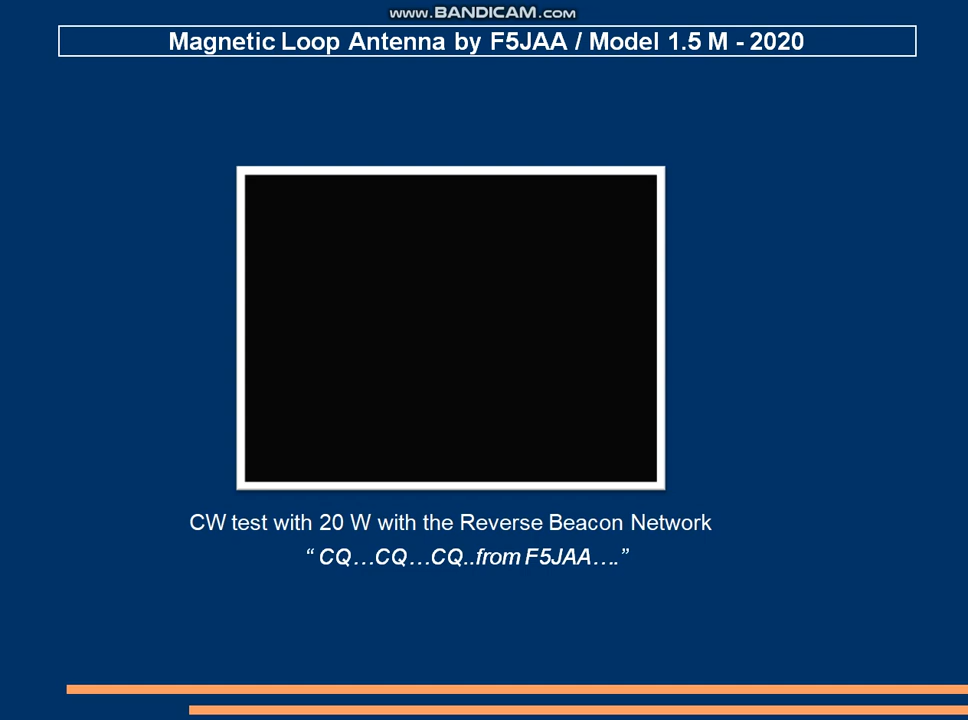 www.BANDICAM.com
Magnetic Loop Antenna by F5JAA / Model 1.5 M - 2020
CW test with 20 W with the Reverse Beacon Network
“ CQ…CQ…CQ..from F5JAA….”